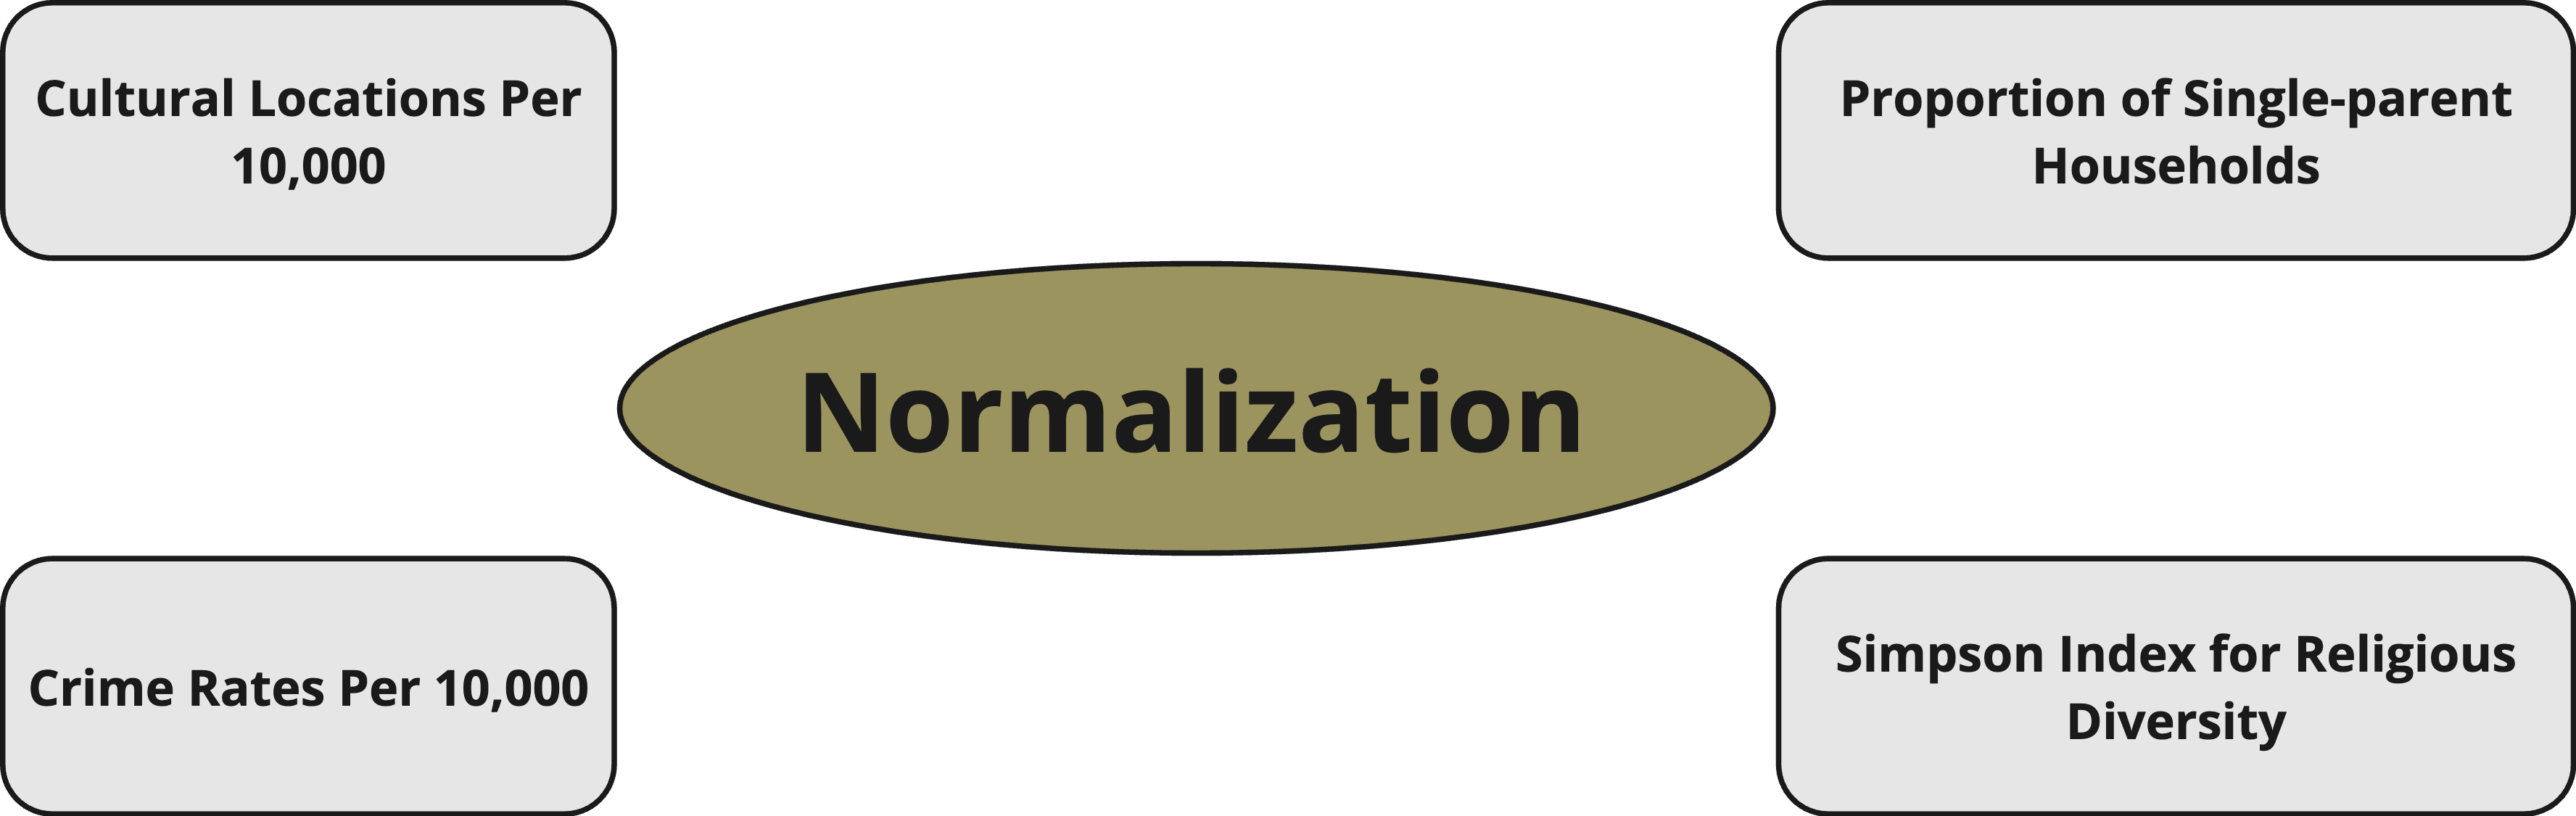 Cultural Locations Per
10,000
Proportion of Single-parent
Households
Normalization
Crime Rates Per 10,000
Simpson Index for Religious
Diversity